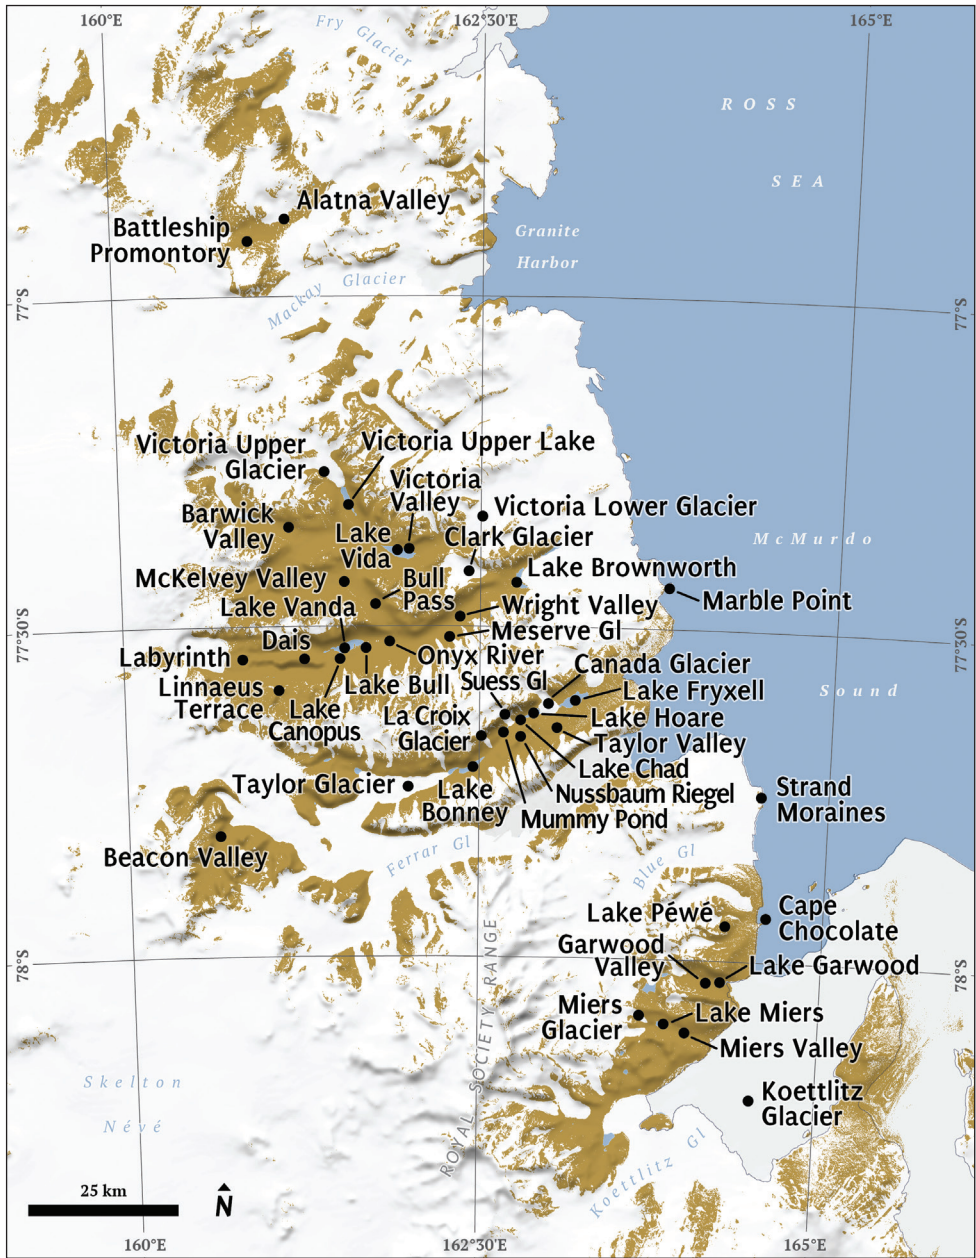 160°E
162°30'E
165°E
Fry Glacier
ROSS
SEA
Alatna Valley
Battleship
Promontory
Granite
Harbor
Mackay Glacier
77°S
77°S
Victoria Upper
Glacier
Victoria Upper Lake
Victoria
Valley
Victoria Lower Glacier
Barwick
Valley
Lake
Vida
Clark Glacier
McMurdo
McKelvey Valley
Bull
Pass
Lake Brownworth
Lake Vanda
Wright Valley
Marble Point
77°30'S
77°30'S
Dais
Meserve Gl
Labyrinth
Onyx River
Canada Glacier
Linnaeus
Terrace
Lake
Canopus
Lake Bull
Suess Gl
Lake Fryxell
Sound
La Croix
Glacier
Lake Hoare
Taylor Valley
Lake Chad
Taylor Glacier
Lake
Bonney
Nussbaum Riegel
Mummy Pond
Strand
Moraines
Beacon Valley
Ferrar Gl
Blue Gl
Lake Péwé
Cape
Chocolate
Garwood
Valley
Lake Garwood
78°S
78°S
ROYAL SOCIETY RANGE
Miers
Glacier
Lake Miers
Miers Valley
Skelton
Névé
Koettlitz
Glacier
Koettlitz Gl
25 km
N
160°E
162°30'E
165°E